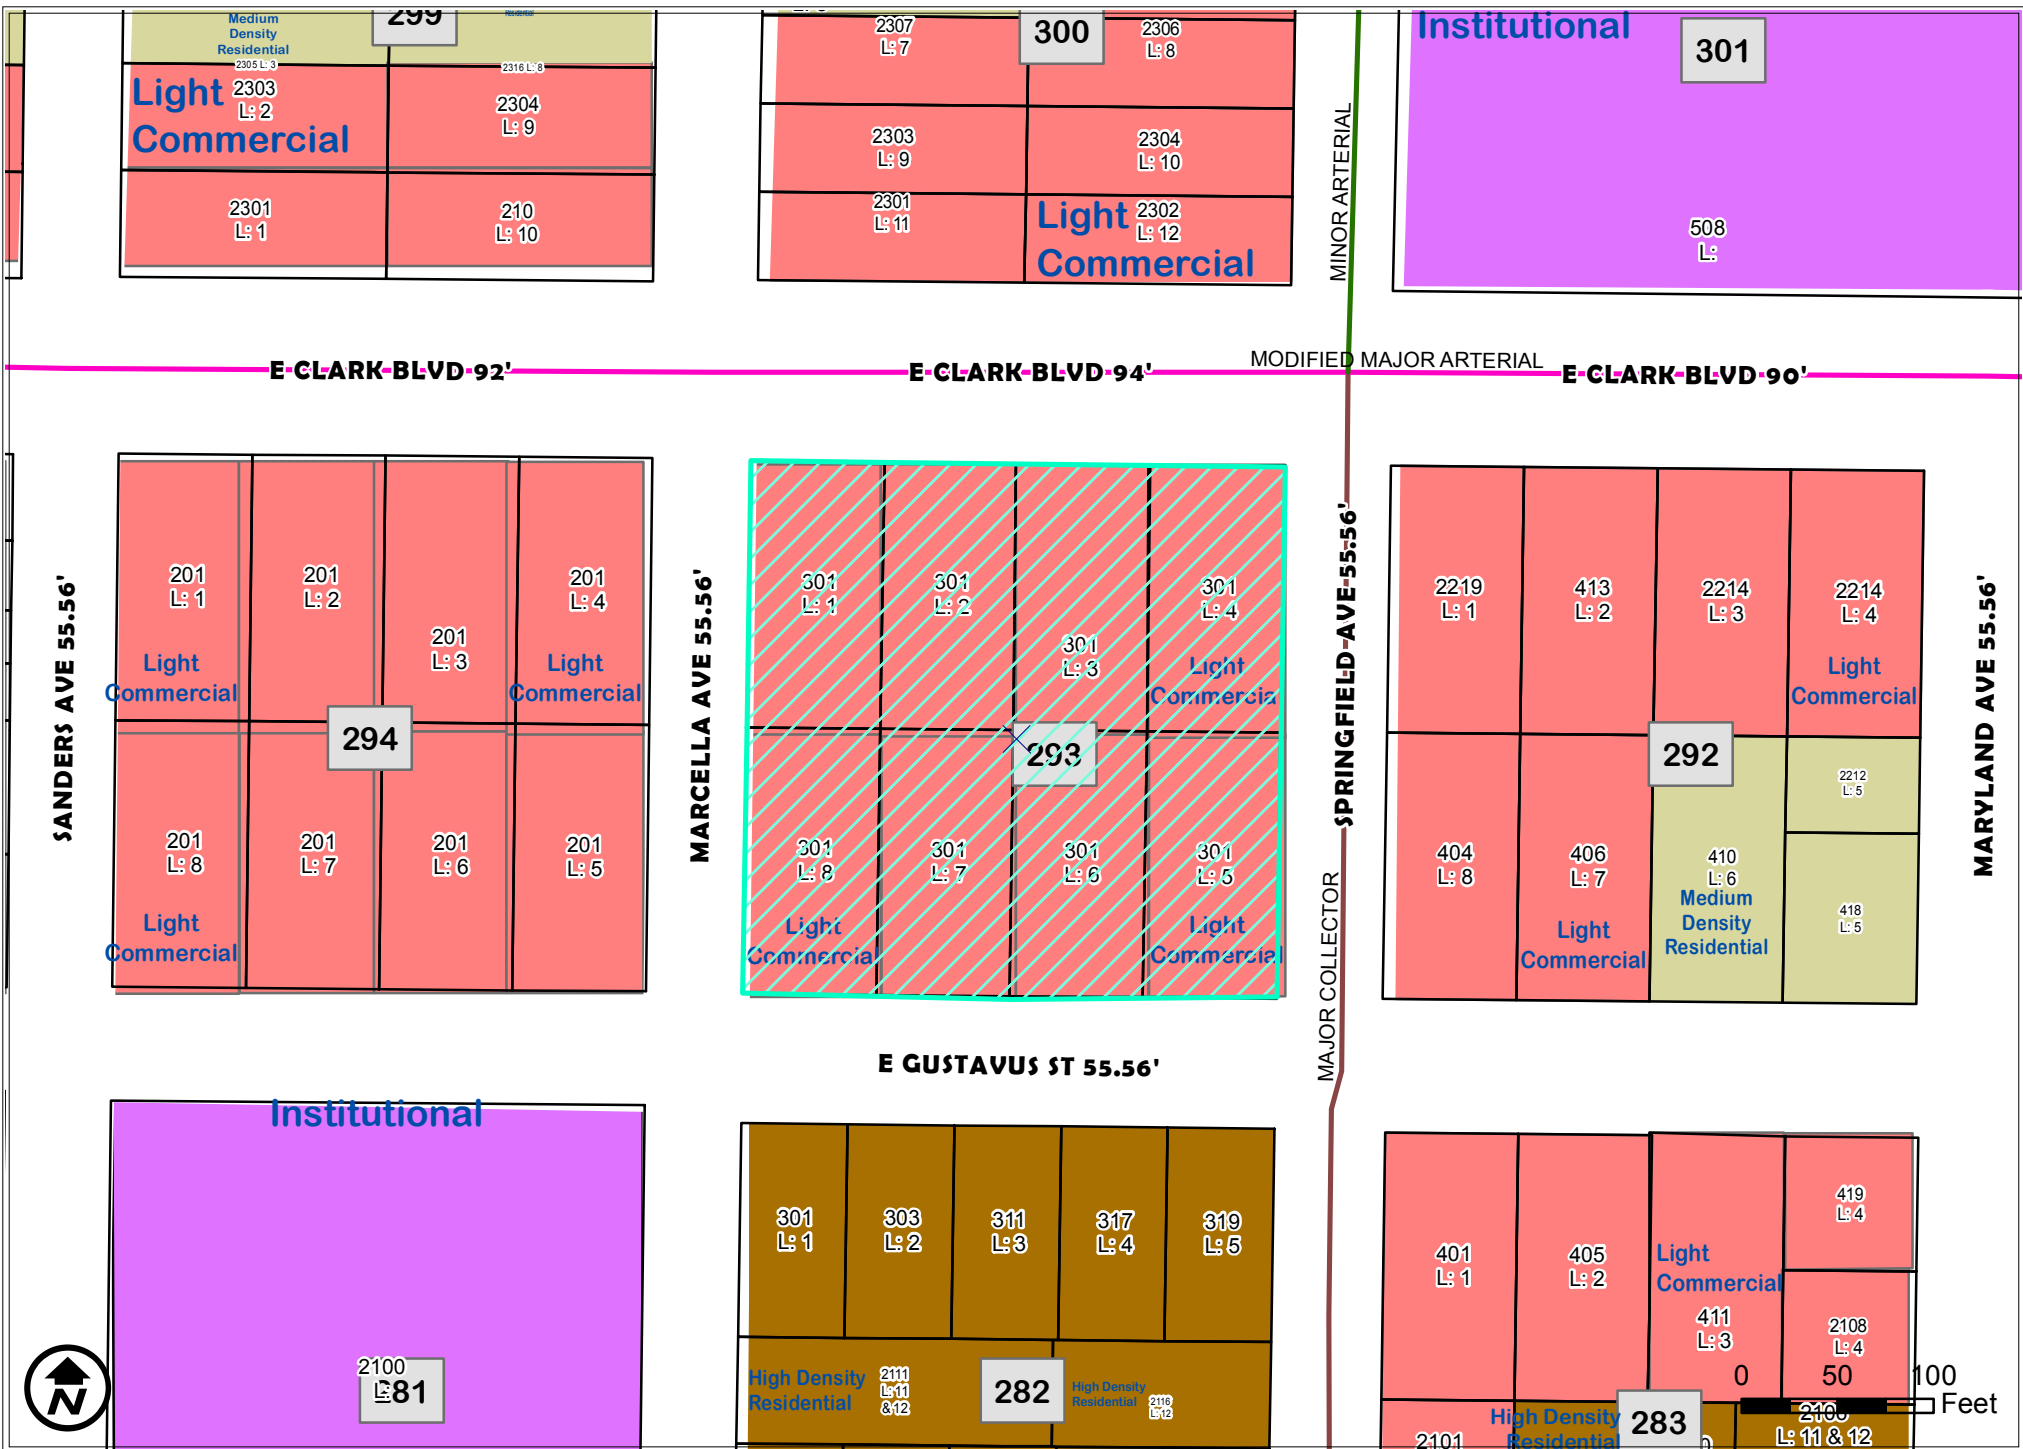 299
Medium
Density
Residential
Residential
2305 L: 3
2316 L: 8
Light
Commercial
2303
L: 2
2304
L: 9
2301
L: 1
210
L: 10
300
2307
L: 7
2306
L: 8
2303
L: 9
2304
L: 10
2301
L: 11
2302
L: 12
Light
Commercial
MINOR ARTERIAL
Institutional
301
508
L:
E CLARK BLVD 92'
E CLARK BLVD 94'
MODIFIED MAJOR ARTERIAL
E CLARK BLVD 90'
SANDERS AVE 55.56'
201
L: 1
201
L: 2
201
L: 3
201
L: 4
Light
Commercial
Light
Commercial
294
201
L: 8
201
L: 7
201
L: 6
201
L: 5
Light
Commercial
MARCELLA AVE 55.56'
301
L: 1
301
L: 2
301
L: 3
301
L: 4
Light
Commercial
293
301
L: 8
301
L: 7
301
L: 6
301
L: 5
Light
Commercial
Light
Commercial
SPRINGFIELD AVE 55.56'
MAJOR COLLECTOR
2219
L: 1
413
L: 2
2214
L: 3
2214
L: 4
Light
Commercial
292
2212
L: 5
404
L: 8
406
L: 7
410
L: 6
418
L: 5
Light
Commercial
Medium
Density
Residential
MARYLAND AVE 55.56'
E GUSTAVUS ST 55.56'
Institutional
2100
L:
281
301
L: 1
303
L: 2
311
L: 3
317
L: 4
319
L: 5
High Density
Residential
2111
L: 11
& 12
282
High Density
Residential
2116
L: 12
401
L: 1
405
L: 2
Light
Commercial
411
L: 3
419
L: 4
2108
L: 4
0 50 100
Feet
2101
High Density
Residential
283
L: 11 & 12
N